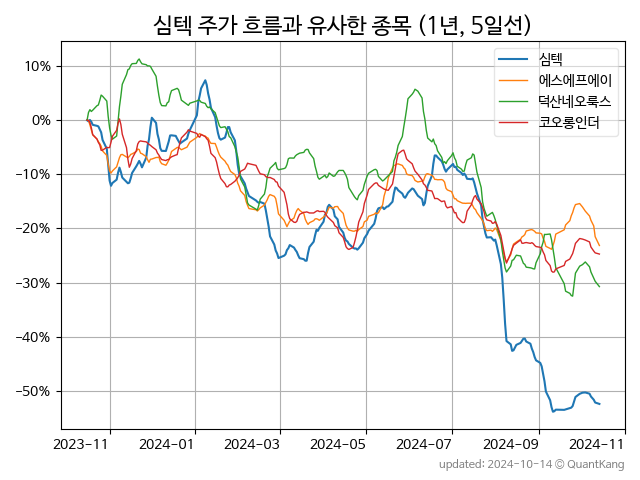 심텍 주가 흐름과 유사한 종목 (1년, 5일선)
심텍
에스에프에이
덕산네오룩스
코오롱인더
10%
0%
−10%
−20%
−30%
−40%
−50%
2023-11
2024-01
2024-03
2024-05
2024-07
2024-09
2024-11
updated: 2024-10-14 © QuantKang